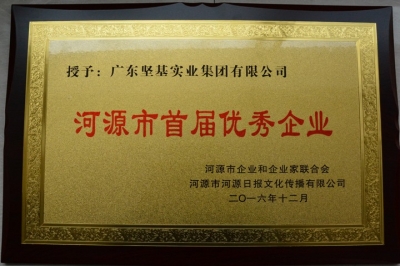 授予：广东坚基实业集团有限公司
河源市首届优秀企业
河源市企业和企业家联合会
河源市河源日报文化传播有限公司
二〇一六年十二月